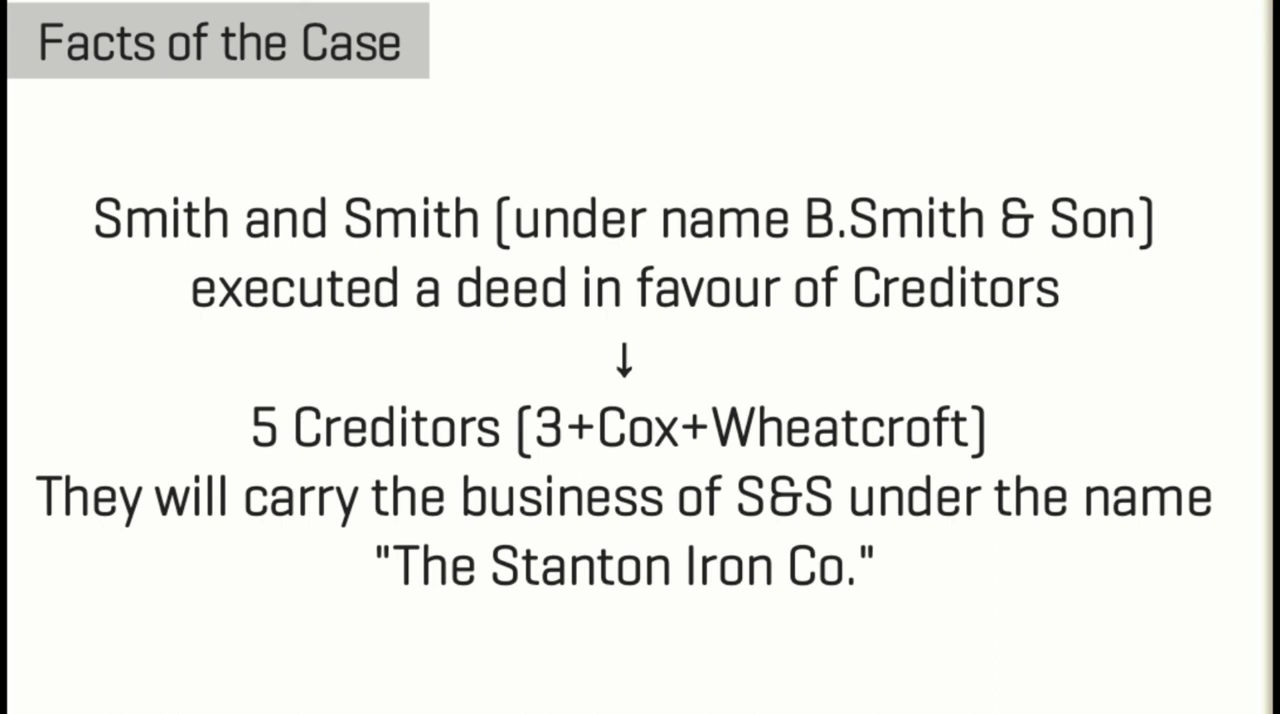 Facts of the Case
Smith and Smith (under name B.Smith & Son)
executed a deed in favour of Creditors
↓
5 Creditors (3+Cox+Wheatcroft)
They will carry the business of S&S under the name
"The Stanton Iron Co."